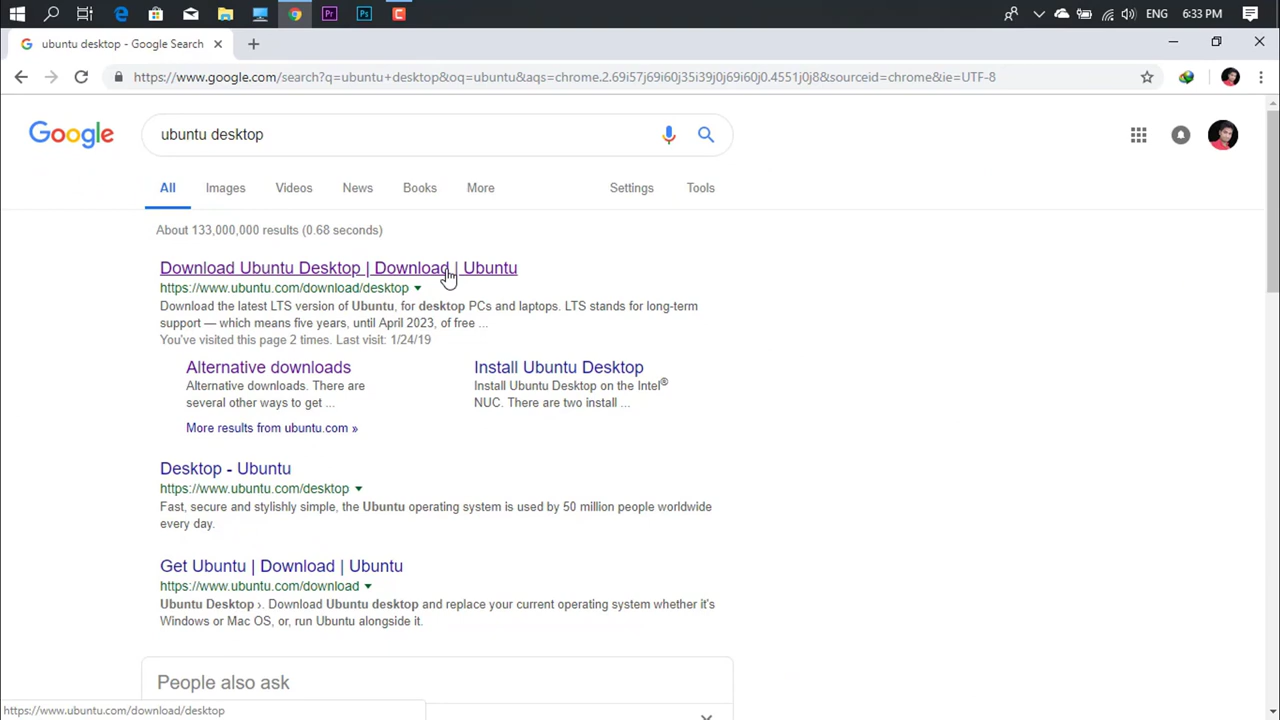 ENG 6:33 PM
Pr Ps
ubuntu desktop - Google Search
https://www.google.com/search?q=ubuntu+desktop&oq=ubuntu&aqs=chrome.2.69i57j69i60j35i39j0j69i60j0.4551j0j8&sourceid=chrome&ie=UTF-8
Google
ubuntu desktop
All Images Videos News Books More Settings Tools
About 133,000,000 results (0.68 seconds)
Download Ubuntu Desktop | Download | Ubuntu
https://www.ubuntu.com/download/desktop
Download the latest LTS version of Ubuntu, for desktop PCs and laptops. LTS stands for long-term
support — which means five years, until April 2023, of free ...
You've visited this page 2 times. Last visit: 1/24/19
Alternative downloads
Alternative downloads. There are
several other ways to get ...
Install Ubuntu Desktop
Install Ubuntu Desktop on the Intel®
NUC. There are two install ...
More results from ubuntu.com »
Desktop - Ubuntu
https://www.ubuntu.com/desktop
Fast, secure and stylishly simple, the Ubuntu operating system is used by 50 million people worldwide
every day.
Get Ubuntu | Download | Ubuntu
https://www.ubuntu.com/download
Ubuntu Desktop ›. Download Ubuntu desktop and replace your current operating system whether it's
Windows or Mac OS, or, run Ubuntu alongside it.
People also ask
https://www.ubuntu.com/download/desktop